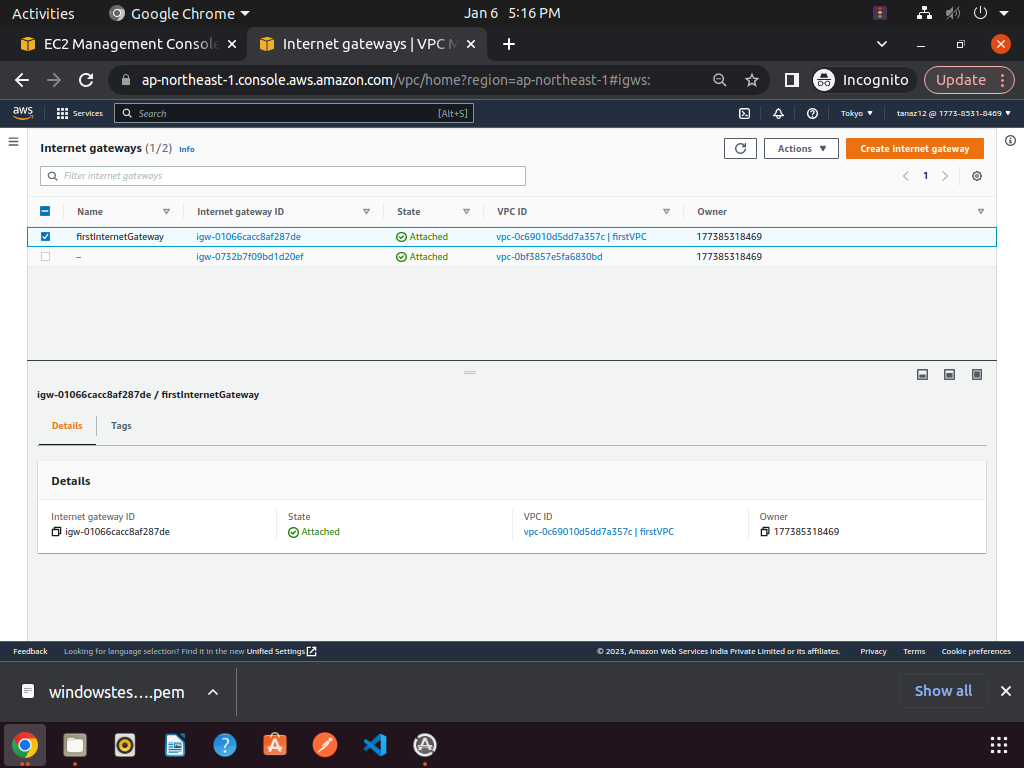 Activities
Google Chrome
Jan 6 5:16 PM
EC2 Management Console
Internet gateways | VPC M
ap-northeast-1.console.aws.amazon.com/vpc/home?region=ap-northeast-1#igws:
Incognito
Update
aws
Services
Search
[Alt+S]
Tokyo
tanaz12 @ 1773-8531-8469
Internet gateways (1/2) Info
Actions
Create internet gateway
Filter internet gateways
1
Name
Internet gateway ID
State
VPC ID
Owner
firstInternetGateway
igw-01066cacc8af287de
Attached
vpc-0c69010d5dd7a357c | firstVPC
177385318469
–
igw-0732b7f09bd1d20ef
Attached
vpc-0bf3857e5fa6830bd
177385318469
igw-01066cacc8af287de / firstInternetGateway
Details
Tags
Details
Internet gateway ID
igw-01066cacc8af287de
State
Attached
VPC ID
vpc-0c69010d5dd7a357c | firstVPC
Owner
177385318469
Feedback
Looking for language selection? Find it in the new Unified Settings
© 2023, Amazon Web Services India Private Limited or its affiliates.
Privacy
Terms
Cookie preferences
windowstes....pem
Show all